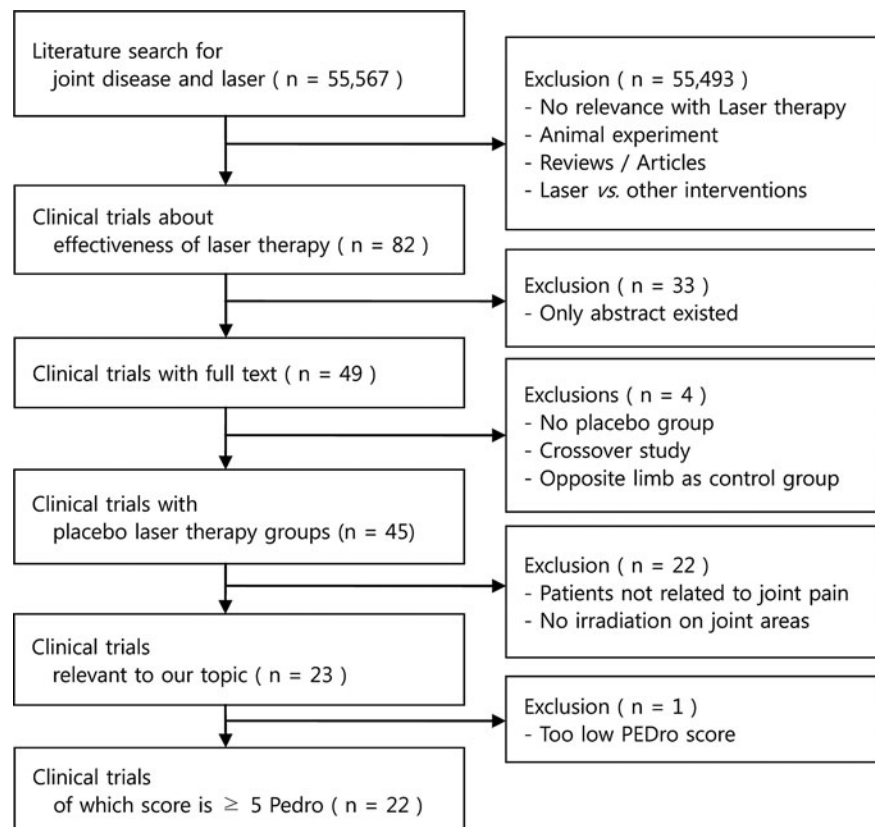 Literature search for
joint disease and laser ( n = 55,567 )
Exclusion ( n = 55,493 )
- No relevance with Laser therapy
- Animal experiment
- Reviews / Articles
- Laser vs. other interventions
Clinical trials about
effectiveness of laser therapy ( n = 82 )
Exclusion ( n = 33 )
- Only abstract existed
Clinical trials with full text ( n = 49 )
Exclusions ( n = 4 )
- No placebo group
- Crossover study
- Opposite limb as control group
Clinical trials with
placebo laser therapy groups (n = 45)
Exclusion ( n = 22 )
- Patients not related to joint pain
- No irradiation on joint areas
Clinical trials
relevant to our topic ( n = 23 )
Exclusion ( n = 1 )
- Too low PEDro score
Clinical trials
of which score is ≥ 5 Pedro ( n = 22 )